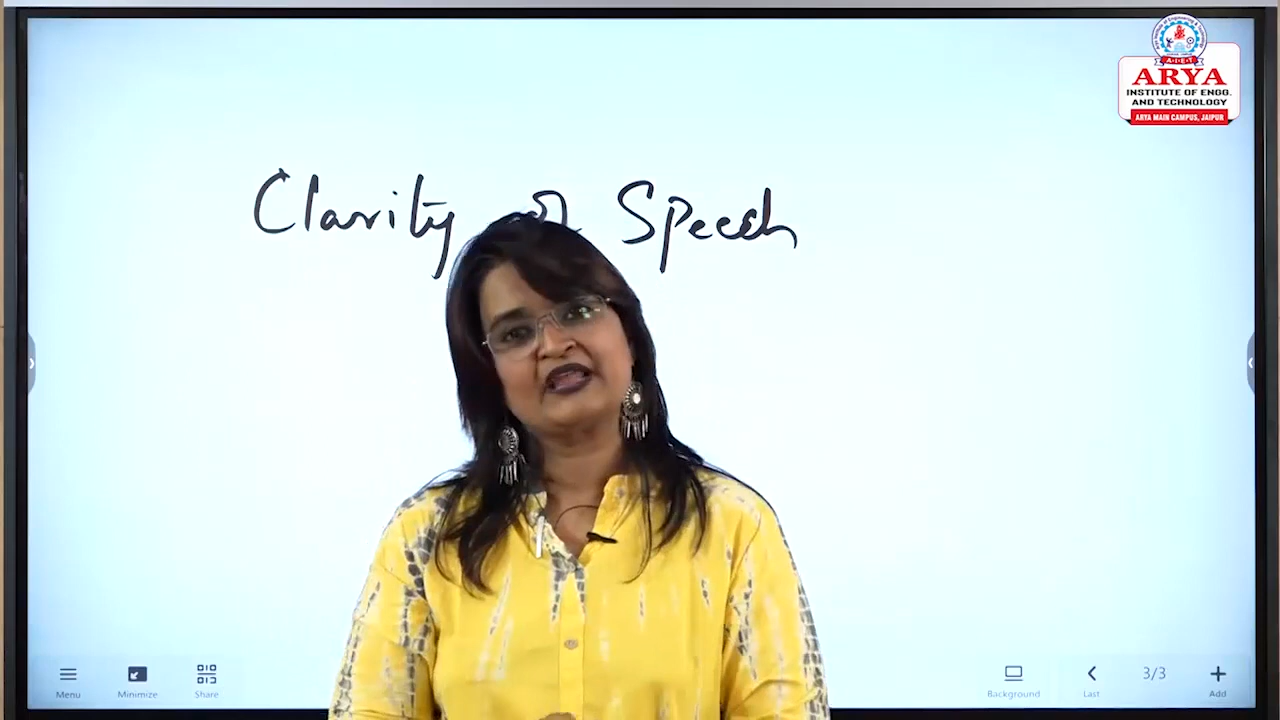 Clarity of Speech
A.I.E.T.
ARYA
INSTITUTE OF ENGG.
AND TECHNOLOGY
ARYA MAIN CAMPUS, JAIPUR
Menu
Minimize
Share
Background
Last
3/3
Add